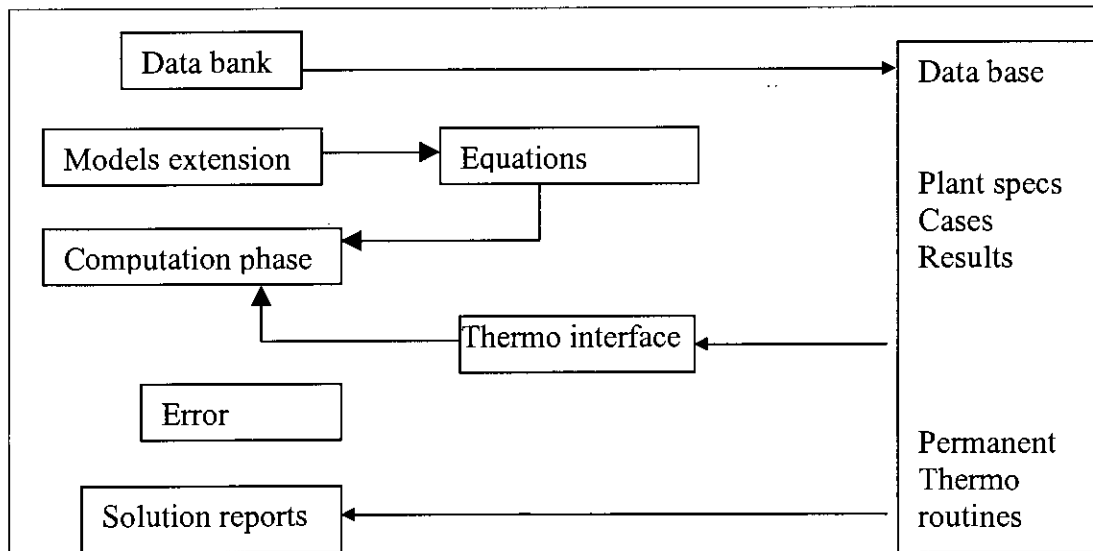 Data bank
Data base
Models extension
Equations
Plant specs
Cases
Results
Computation phase
Thermo interface
Error
Permanent
Thermo
routines
Solution reports